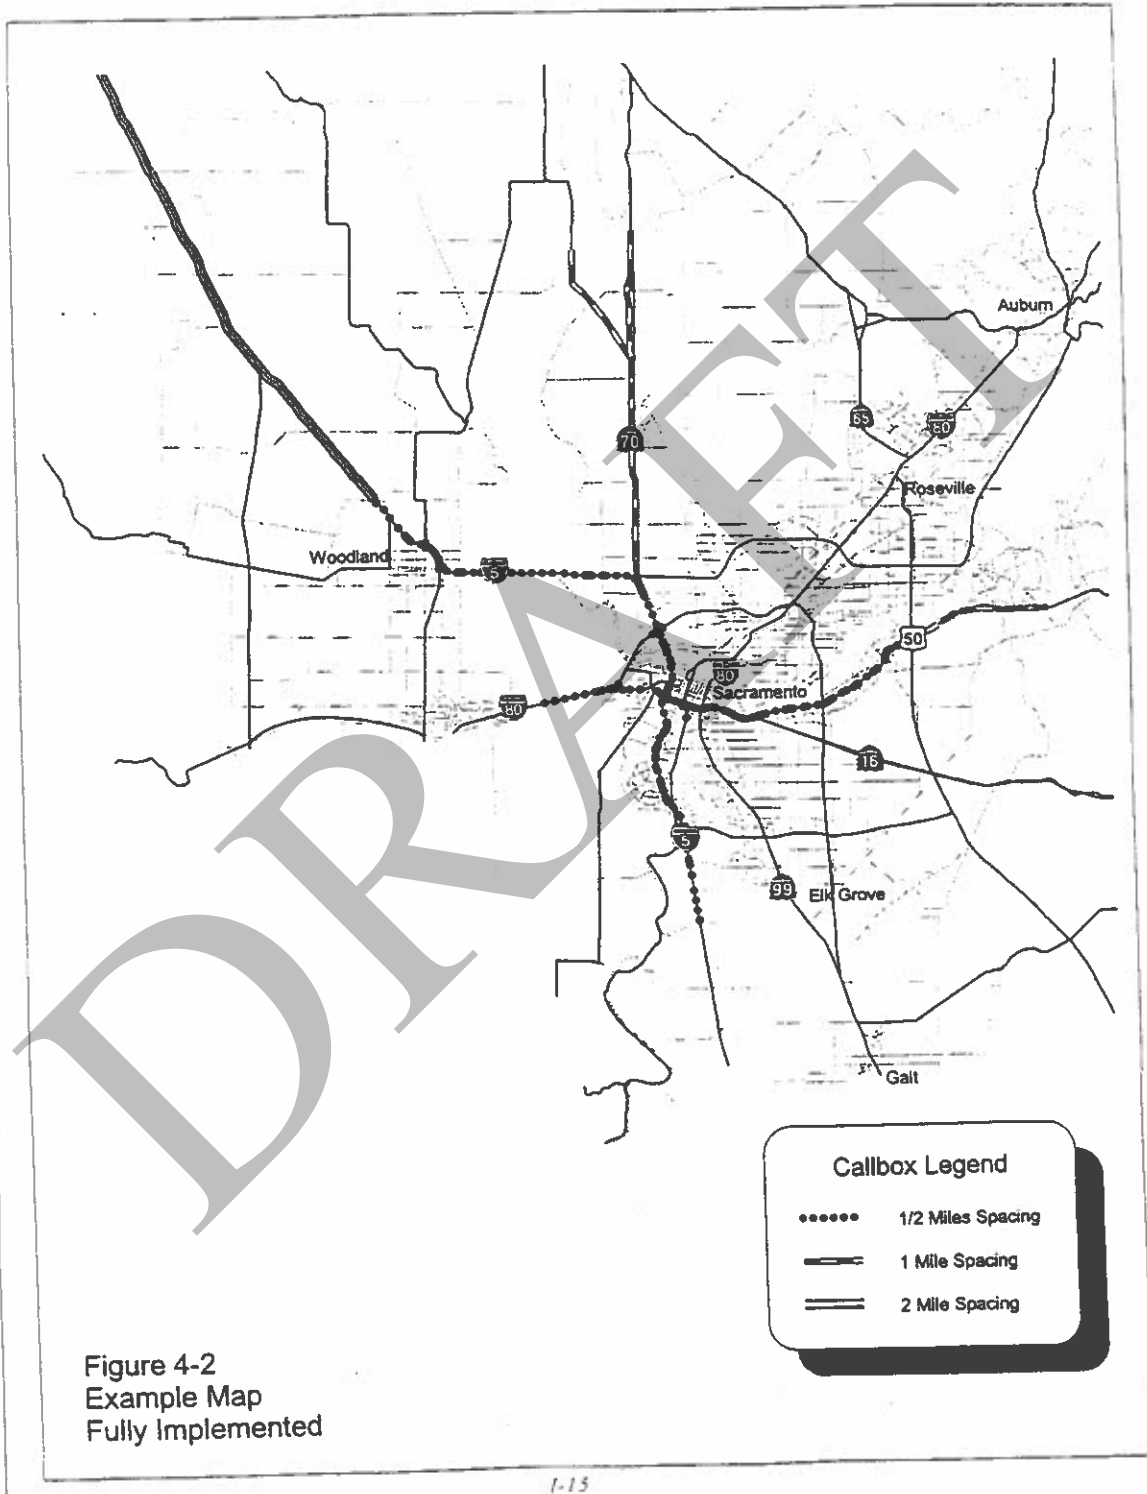 Auburn
65
80
70
Roseville
Woodland
5
50
80
Sacramento
80
16
5
99
Elk Grove
Galt
DRAFT
Callbox Legend
1/2 Miles Spacing
1 Mile Spacing
2 Mile Spacing
Figure 4-2
Example Map
Fully Implemented
1-15